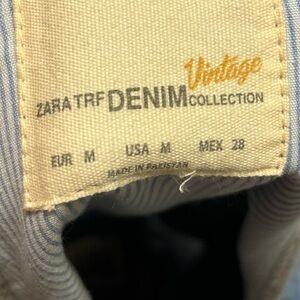 Vintage
ZARA TRF DENIM COLLECTION
EUR M USA M MEX 28
MADE IN PAKISTAN